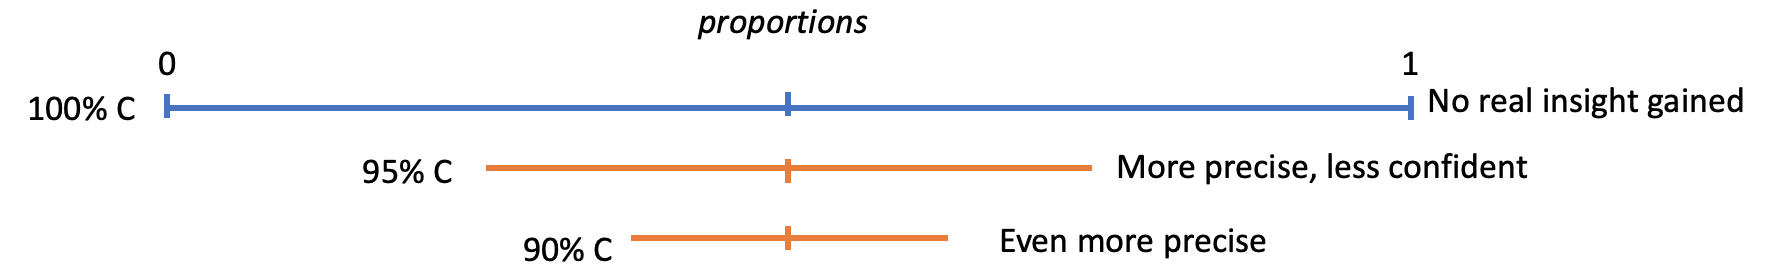 proportions
0
1
100% C
No real insight gained
95% C
More precise, less confident
90% C
Even more precise